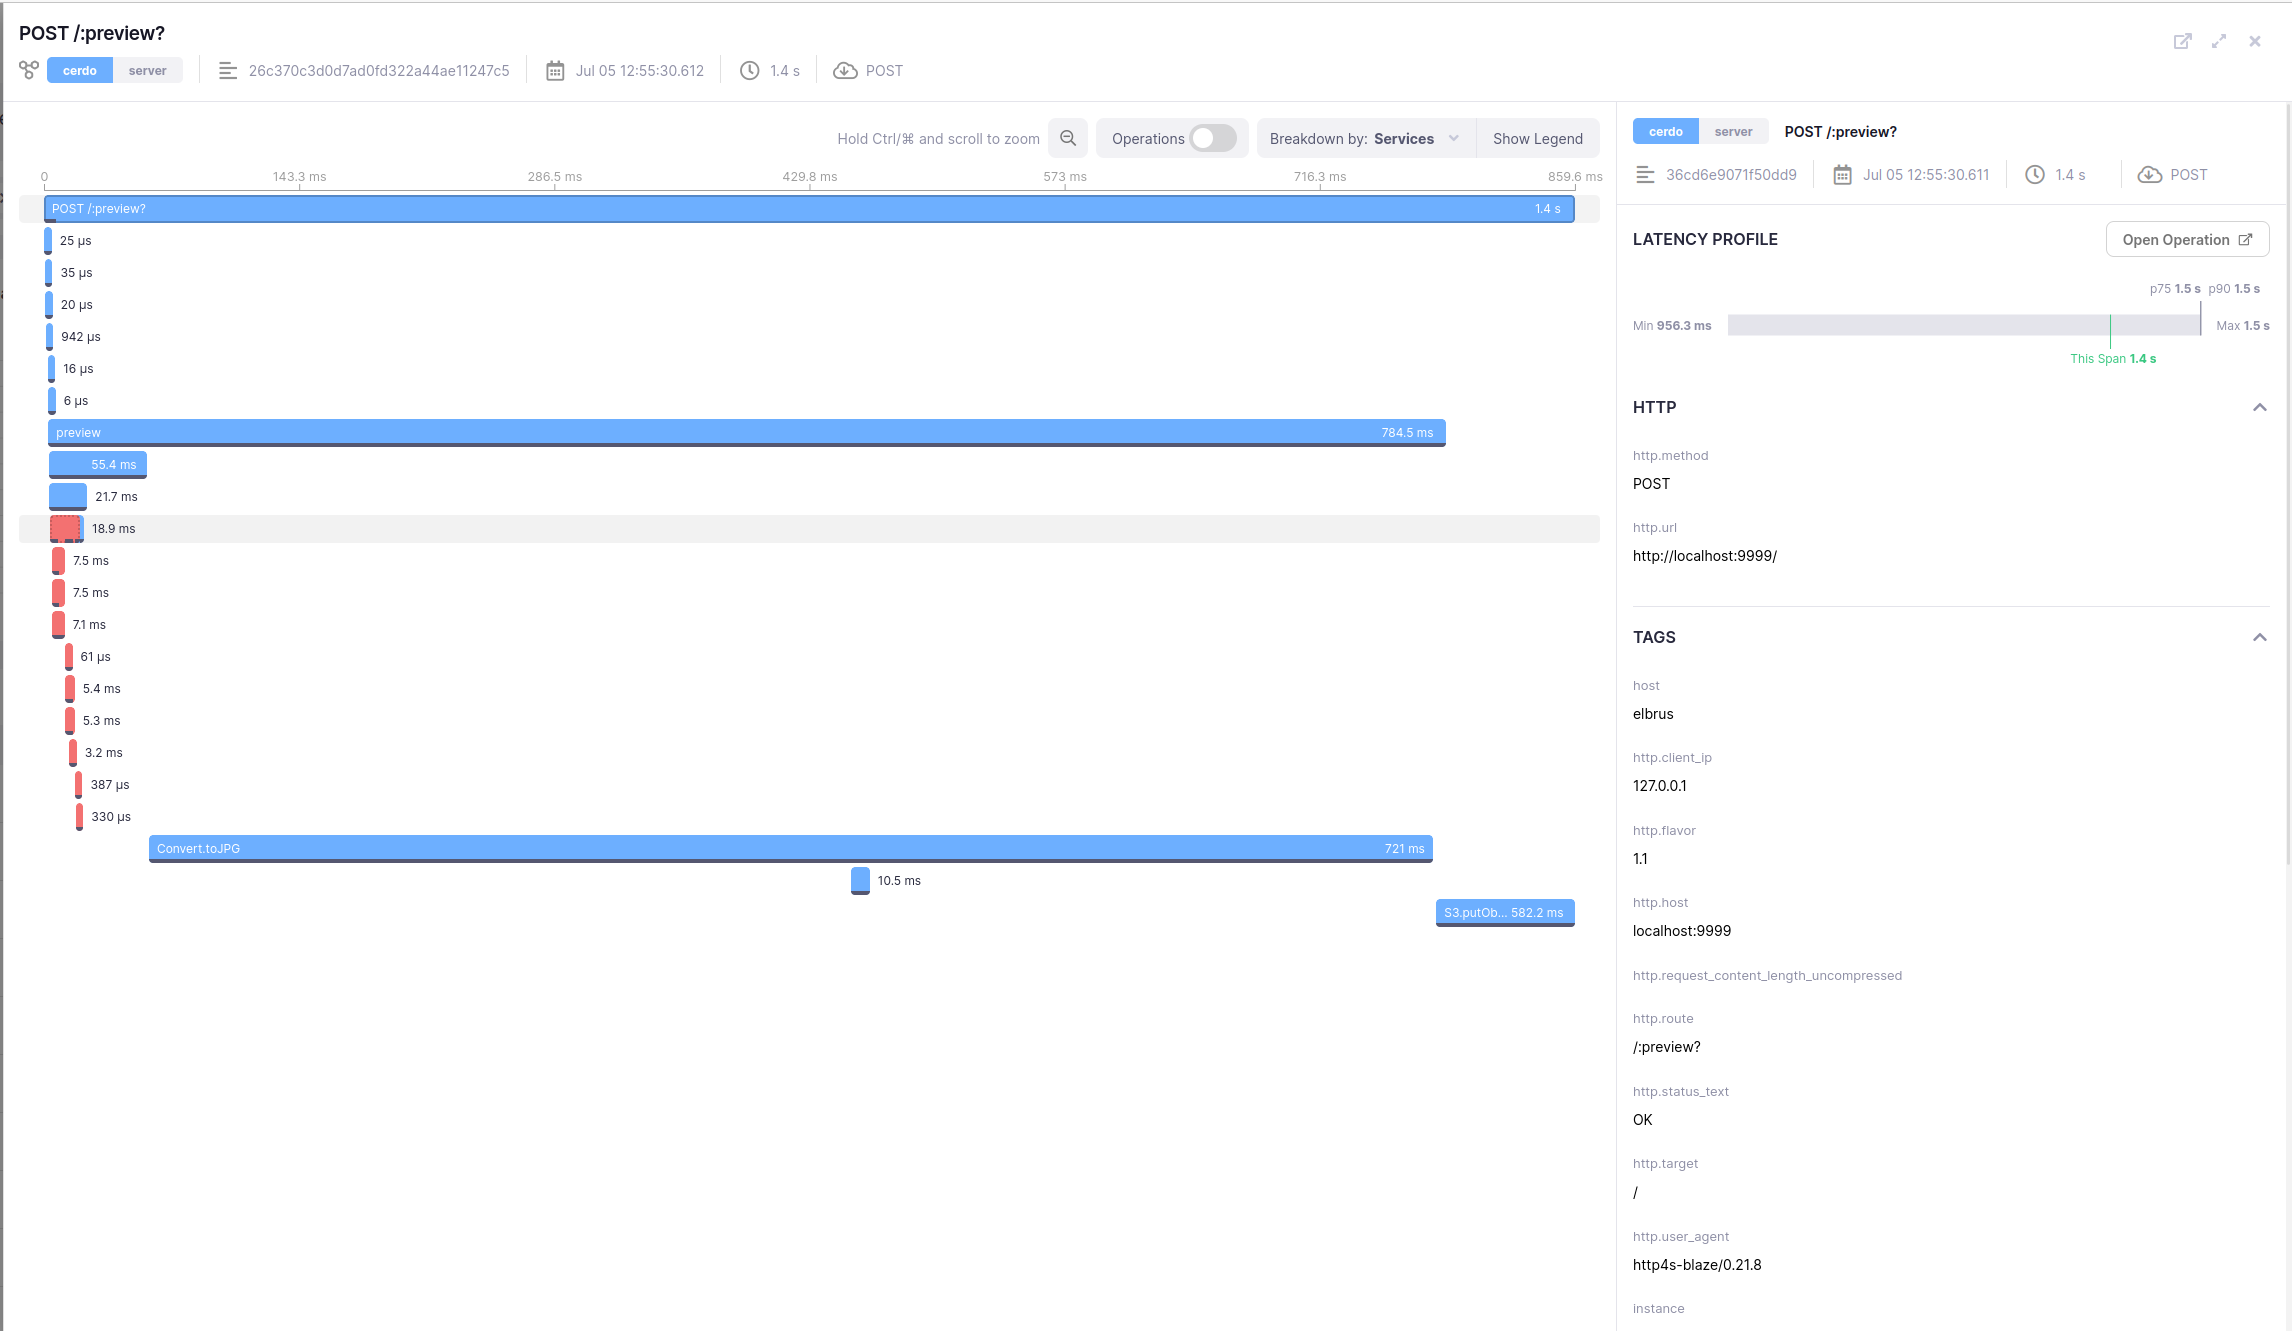 POST /:preview?
cerdo server 26c370c3d0d7ad0fd322a44ae11247c5 Jul 05 12:55:30.612 1.4 s POST
Hold Ctrl/⌘ and scroll to zoom Operations Breakdown by: Services Show Legend
0 143.3 ms 286.5 ms 429.8 ms 573 ms 716.3 ms 859.6 ms
POST /:preview? 1.4 s
25 µs
35 µs
20 µs
942 µs
16 µs
6 µs
preview 784.5 ms
55.4 ms
21.7 ms
18.9 ms
7.5 ms
7.5 ms
7.1 ms
61 µs
5.4 ms
5.3 ms
3.2 ms
387 µs
330 µs
Convert.toJPG 721 ms
10.5 ms
S3.putOb... 582.2 ms
cerdo server POST /:preview?
36cd6e9071f50dd9 Jul 05 12:55:30.611 1.4 s POST
LATENCY PROFILE Open Operation
p75 1.5 s p90 1.5 s
Min 956.3 ms Max 1.5 s
This Span 1.4 s
HTTP
http.method
POST
http.url
http://localhost:9999/
TAGS
host
elbrus
http.client_ip
127.0.0.1
http.flavor
1.1
http.host
localhost:9999
http.request_content_length_uncompressed
http.route
/:preview?
http.status_text
OK
http.target
/
http.user_agent
http4s-blaze/0.21.8
instance